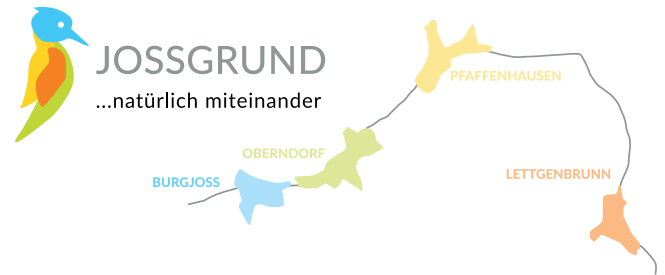 JOSSGRUND
...natürlich miteinander
PFAFFENHAUSEN
OBERNDORF
LETTGENBRUNN
BURGJOSS